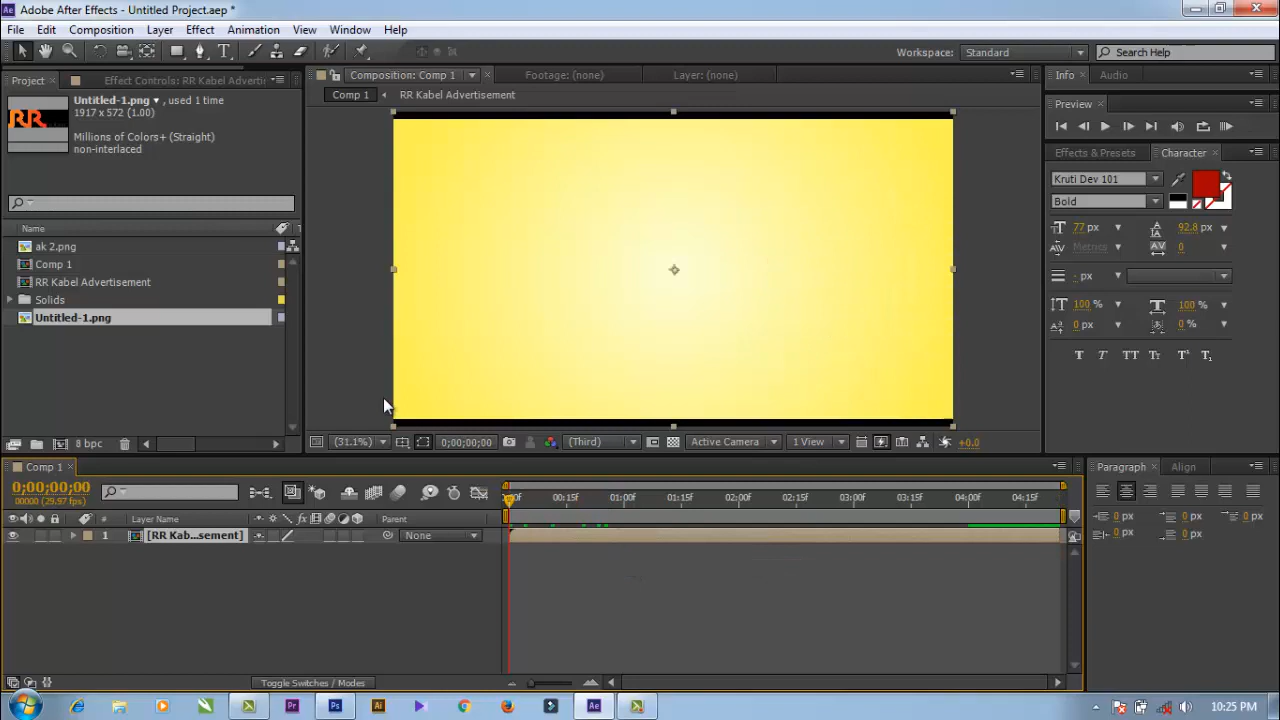 Adobe After Effects - Untitled Project.aep *
File Edit Composition Layer Effect Animation View Window Help
Workspace: Standard Search Help
Project Effect Controls: RR Kabel Adverti
Composition: Comp 1 Footage: (none) Layer: (none)
Info Audio
Untitled-1.png , used 1 time
1917 x 572 (1.00)
Millions of Colors+ (Straight)
non-interlaced
RR
Comp 1 RR Kabel Advertisement
Preview
Effects & Presets Character
Kruti Dev 101
Bold
77 px 92.8 px
Metrics 0
- px
100 % 100 %
0 px 0 %
T T TT Tт T¹ T₁
Name
ak 2.png
Comp 1
RR Kabel Advertisement
Solids
Untitled-1.png
8 bpc
(31.1%) 0;00;00;00 (Third) Active Camera 1 View +0.0
Comp 1
0;00;00;00
00000 (29.97 fps)
00:15f 01:00f 01:15f 02:00f 02:15f 03:00f 03:15f 04:00f 04:15f
# Layer Name Parent
1 [RR Kab...sement] None
Toggle Switches / Modes
Paragraph Align
0 px 0 px 0 px
0 px 0 px
10:25 PM